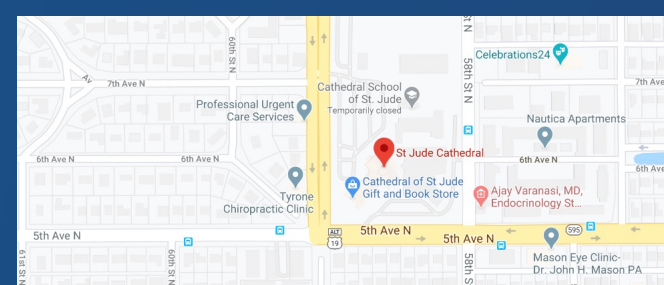 60th St N
58th St N
Celebrations24
Av
7th Ave N
7th Ave
Cathedral School
of St. Jude
Temporarily closed
Professional Urgent
Care Services
Nautica Apartments
St Jude Cathedral
6th Ave N
6th Ave N
6th Ave N
6th Ave
Cathedral of St Jude
Gift and Book Store
Tyrone
Chiropractic Clinic
Ajay Varanasi, MD,
Endocrinology St...
5th Ave N
ALT
19
5th Ave N
5th Ave N
595
61st St N
60th St N
58th S
Mason Eye Clinic-
Dr. John H. Mason PA